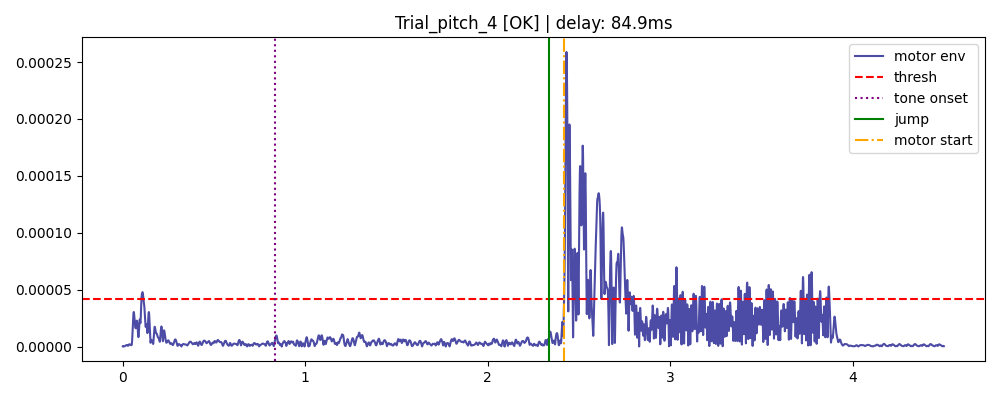 Trial_pitch_4 [OK] | delay: 84.9ms
0.00025
0.00020
0.00015
0.00010
0.00005
0.00000
motor env
thresh
tone onset
jump
motor start
0 1 2 3 4